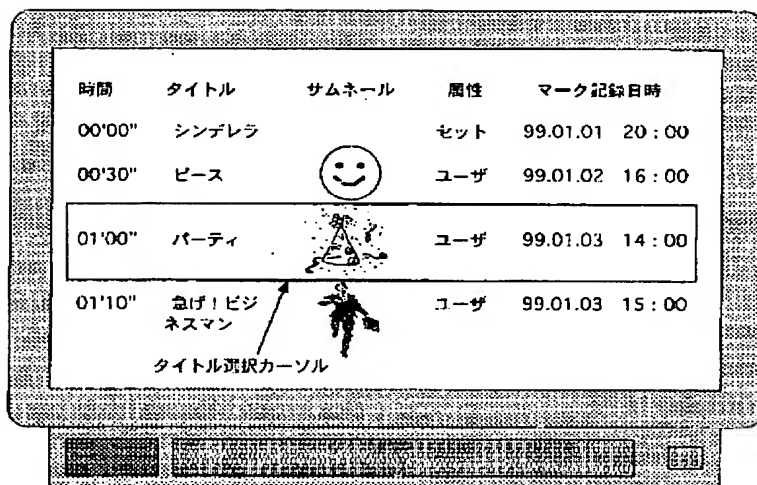 時間 タイトル サムネール 属性 マーク記録日時
00'00" シンデレラ セット 99.01.01 20:00
00'30" ピース ユーザ 99.01.02 16:00
01'00" パーティ ユーザ 99.01.03 14:00
01'10" 急げ！ビジ ユーザ 99.01.03 15:00
ネスマン
タイトル選択カーソル